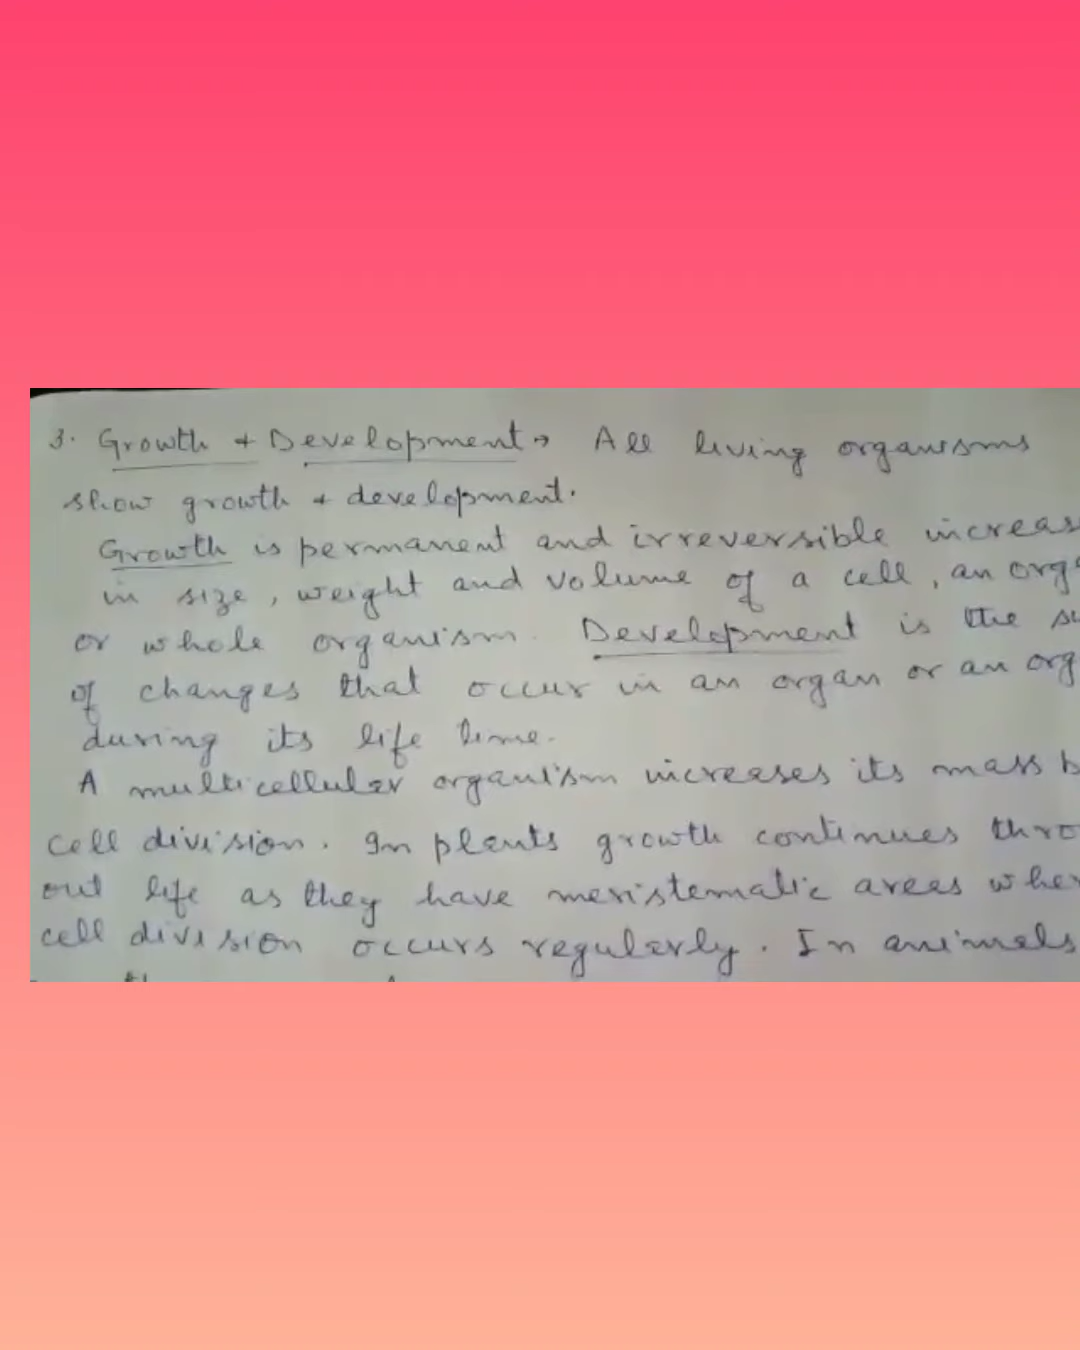 3. Growth & Development → All living organisms
show growth & development.
Growth is permanent and irreversible increas
in size, weight and volume of a cell, an org
or whole organism. Development is the su
of changes that occur in an organ or an org
during its life time.
A multicellular organism increases its mass b
cell division. In plants growth continues thro
out life as they have meristematic areas wher
cell division occurs regularly. In animals